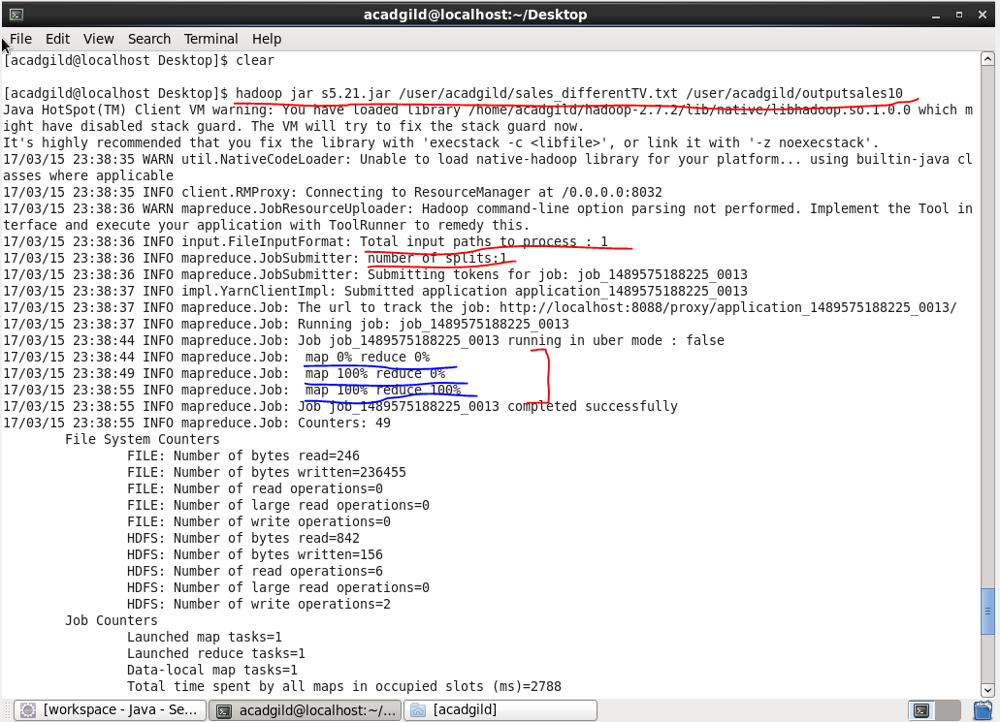 acadgild@localhost:~/Desktop
File Edit View Search Terminal Help
[acadgild@localhost Desktop]$ clear
[acadgild@localhost Desktop]$ hadoop jar s5.21.jar /user/acadgild/sales_differentTV.txt /user/acadgild/outputsales10
Java HotSpot(TM) Client VM warning: You have loaded library /home/acadgild/hadoop-2.7.2/lib/native/libhadoop.so.1.0.0 which m
ight have disabled stack guard. The VM will try to fix the stack guard now.
It's highly recommended that you fix the library with 'execstack -c <libfile>', or link it with '-z noexecstack'.
17/03/15 23:38:35 WARN util.NativeCodeLoader: Unable to load native-hadoop library for your platform... using builtin-java cl
asses where applicable
17/03/15 23:38:35 INFO client.RMProxy: Connecting to ResourceManager at /0.0.0.0:8032
17/03/15 23:38:36 WARN mapreduce.JobResourceUploader: Hadoop command-line option parsing not performed. Implement the Tool in
terface and execute your application with ToolRunner to remedy this.
17/03/15 23:38:36 INFO input.FileInputFormat: Total input paths to process : 1
17/03/15 23:38:36 INFO mapreduce.JobSubmitter: number of splits:1
17/03/15 23:38:36 INFO mapreduce.JobSubmitter: Submitting tokens for job: job_1489575188225_0013
17/03/15 23:38:37 INFO impl.YarnClientImpl: Submitted application application_1489575188225_0013
17/03/15 23:38:37 INFO mapreduce.Job: The url to track the job: http://localhost:8088/proxy/application_1489575188225_0013/
17/03/15 23:38:37 INFO mapreduce.Job: Running job: job_1489575188225_0013
17/03/15 23:38:44 INFO mapreduce.Job: Job job_1489575188225_0013 running in uber mode : false
17/03/15 23:38:44 INFO mapreduce.Job:  map 0% reduce 0%
17/03/15 23:38:49 INFO mapreduce.Job:  map 100% reduce 0%
17/03/15 23:38:55 INFO mapreduce.Job:  map 100% reduce 100%
17/03/15 23:38:55 INFO mapreduce.Job: Job job_1489575188225_0013 completed successfully
17/03/15 23:38:55 INFO mapreduce.Job: Counters: 49
File System Counters
FILE: Number of bytes read=246
FILE: Number of bytes written=236455
FILE: Number of read operations=0
FILE: Number of large read operations=0
FILE: Number of write operations=0
HDFS: Number of bytes read=842
HDFS: Number of bytes written=156
HDFS: Number of read operations=6
HDFS: Number of large read operations=0
HDFS: Number of write operations=2
Job Counters
Launched map tasks=1
Launched reduce tasks=1
Data-local map tasks=1
Total time spent by all maps in occupied slots (ms)=2788
[workspace - Java - Se... acadgild@localhost:~/... [acadgild]